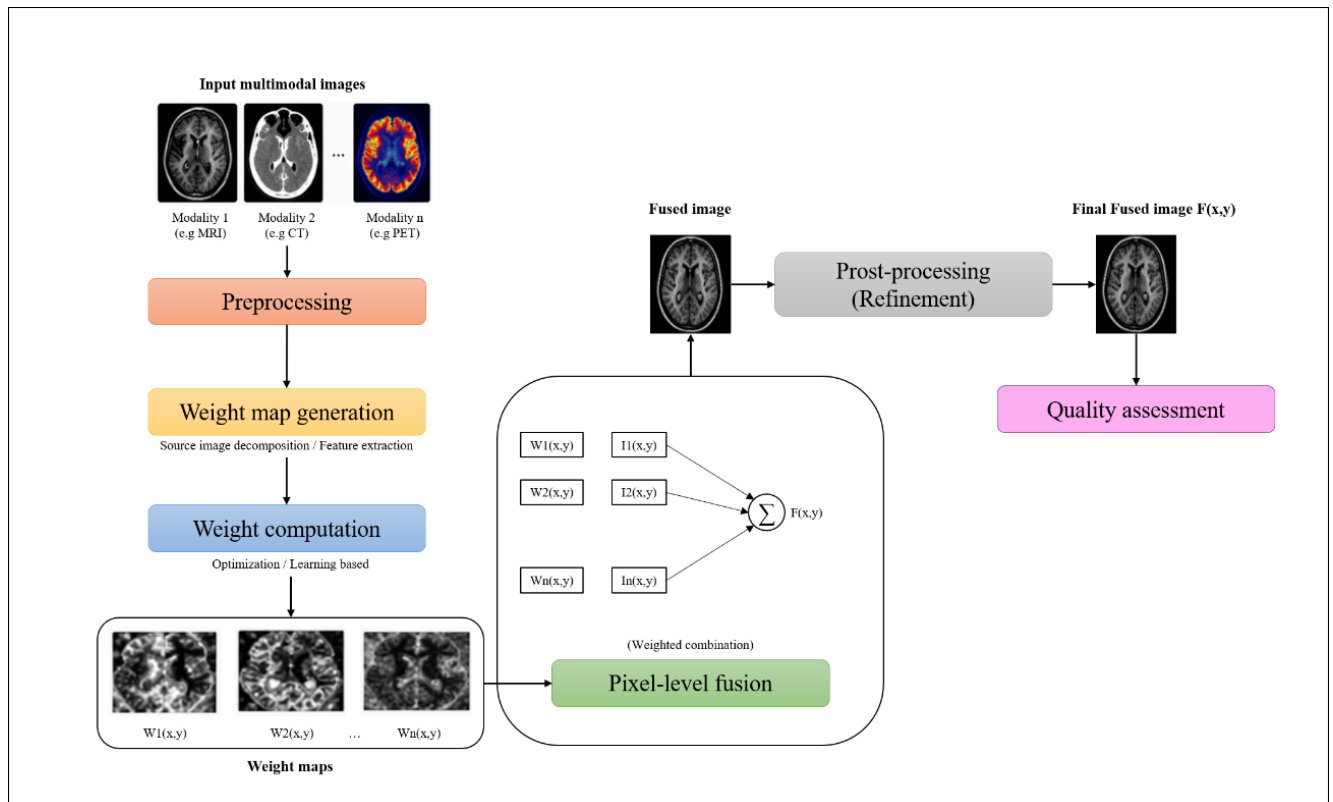 Input multimodal images
...
Modality 1
(e.g MRI)
Modality 2
(e.g CT)
Modality n
(e.g PET)
Preprocessing
Weight map generation
Source image decomposition / Feature extraction
Weight computation
Optimization / Learning based
W1(x,y)
W2(x,y)
...
Wn(x,y)
Weight maps
W1(x,y)
I1(x,y)
W2(x,y)
I2(x,y)
Wn(x,y)
In(x,y)
∑
F(x,y)
(Weighted combination)
Pixel-level fusion
Fused image
Prost-processing
(Refinement)
Final Fused image F(x,y)
Quality assessment